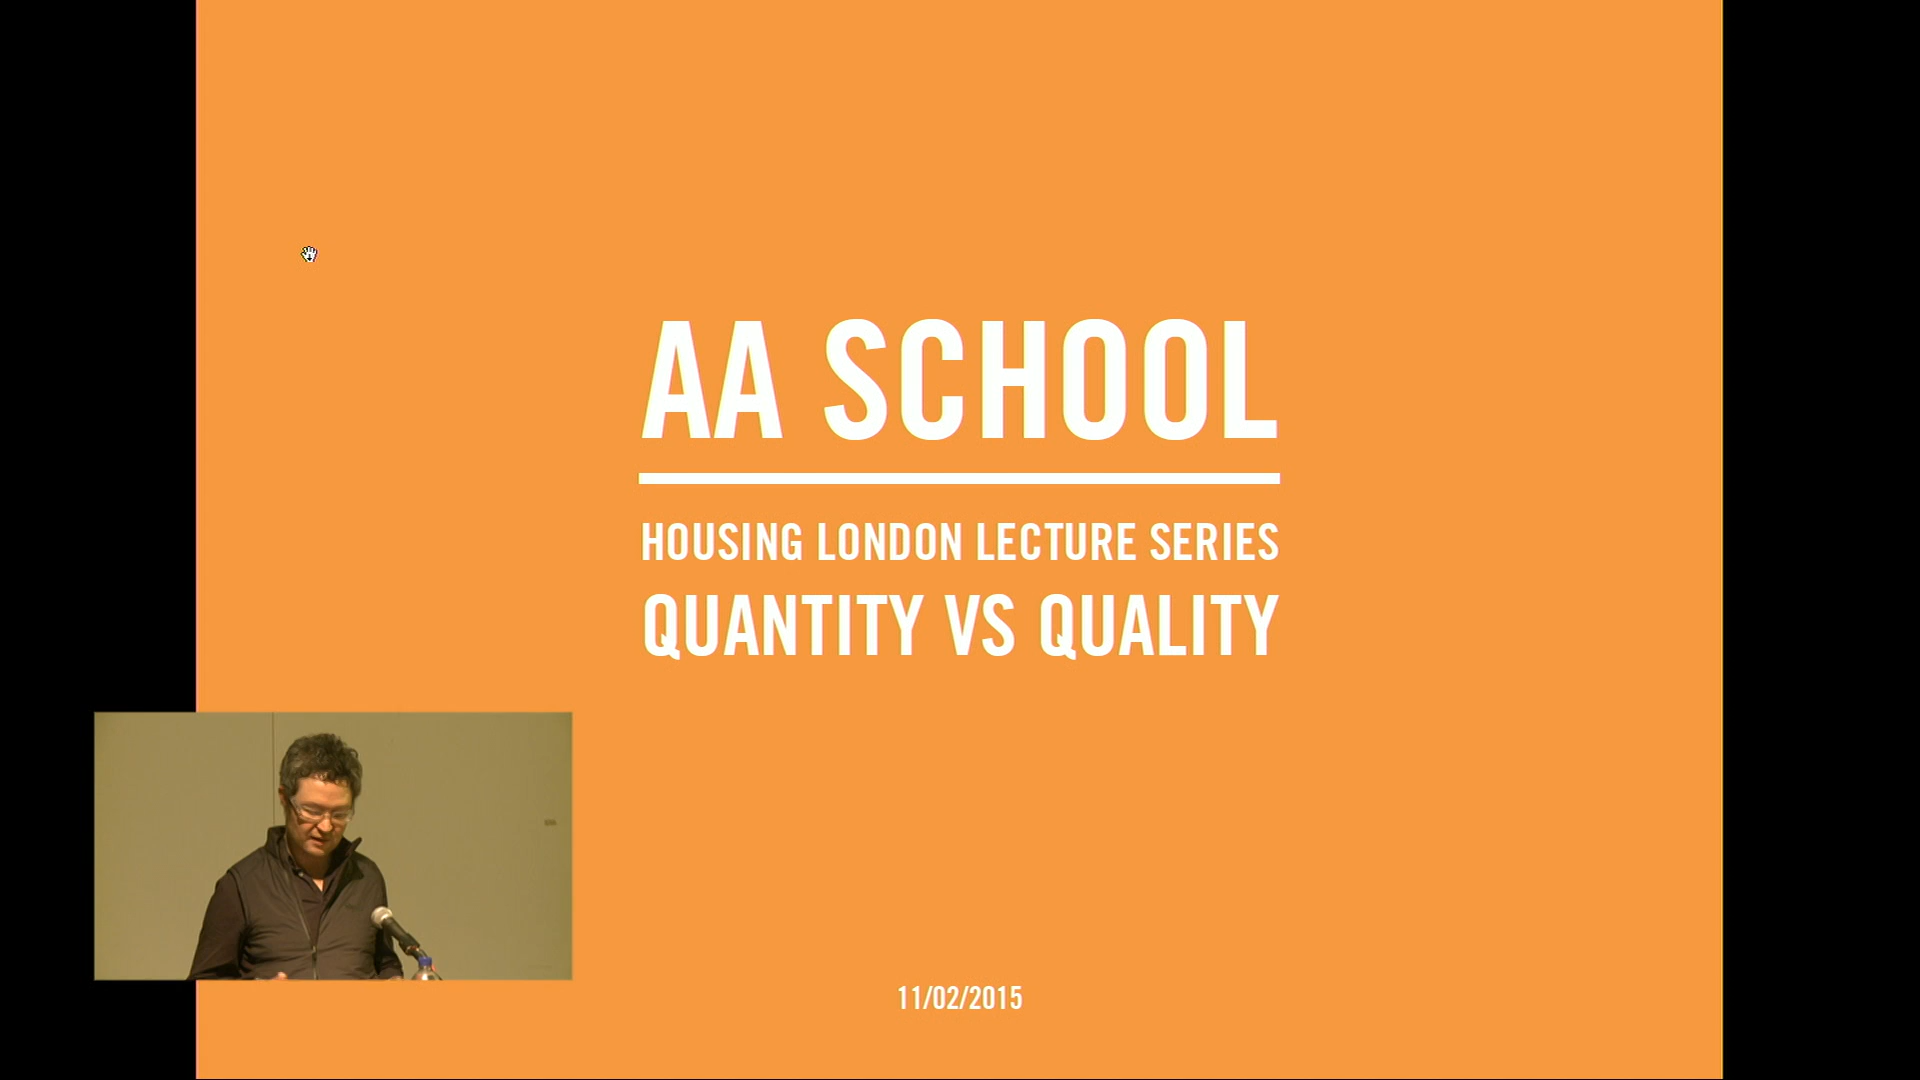 AA SCHOOL
HOUSING LONDON LECTURE SERIES
QUANTITY VS QUALITY
11/02/2015